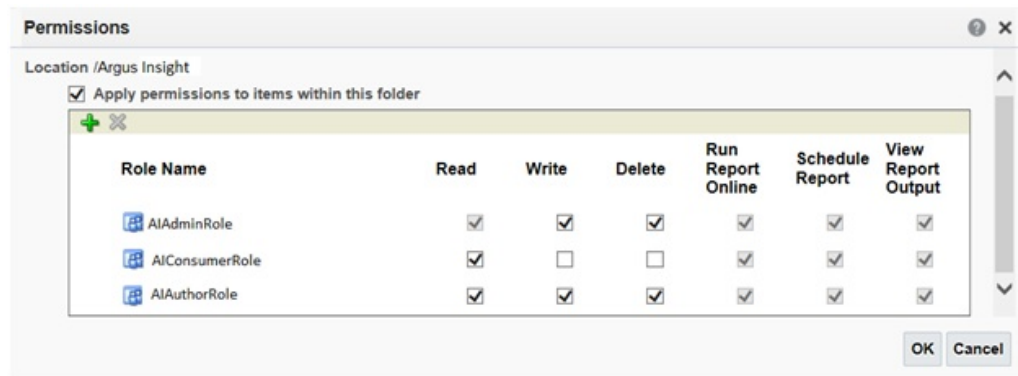 Permissions
Location /Argus Insight
Apply permissions to items within this folder
Role Name Read Write Delete Run Report Online Schedule Report View Report Output
AIAdminRole
AIConsumerRole
AIAuthorRole
OK Cancel